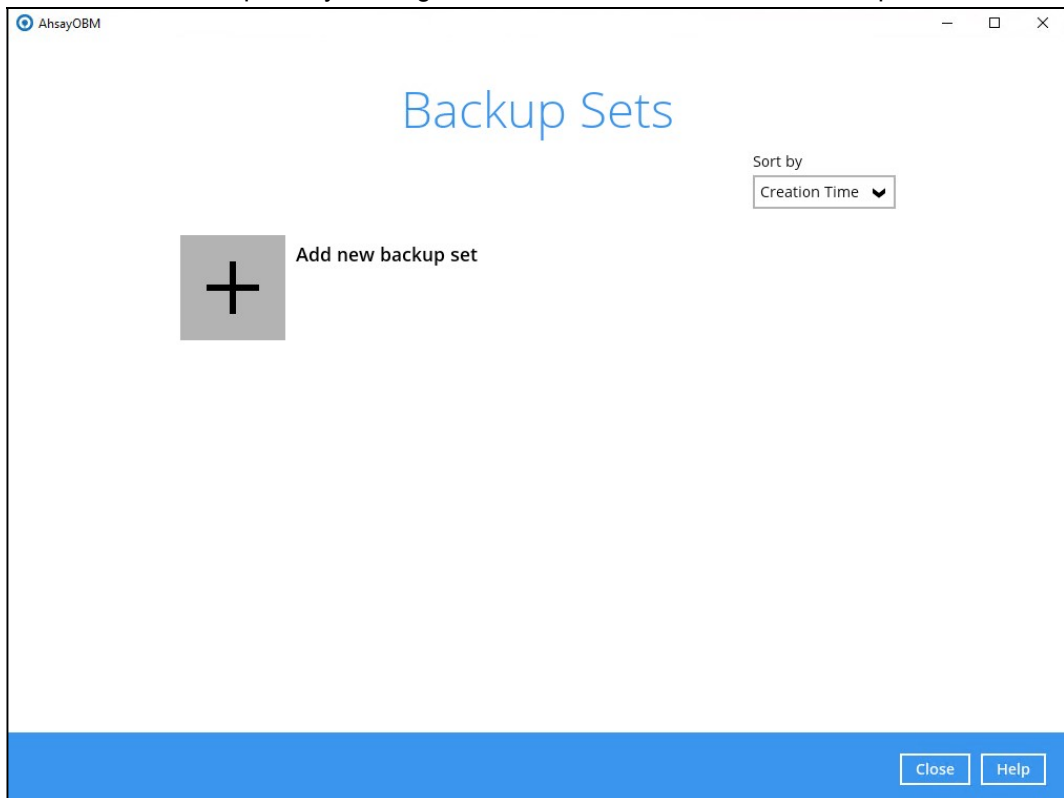 AhsayOBM
Backup Sets
Sort by
Creation Time
Add new backup set
Close
Help